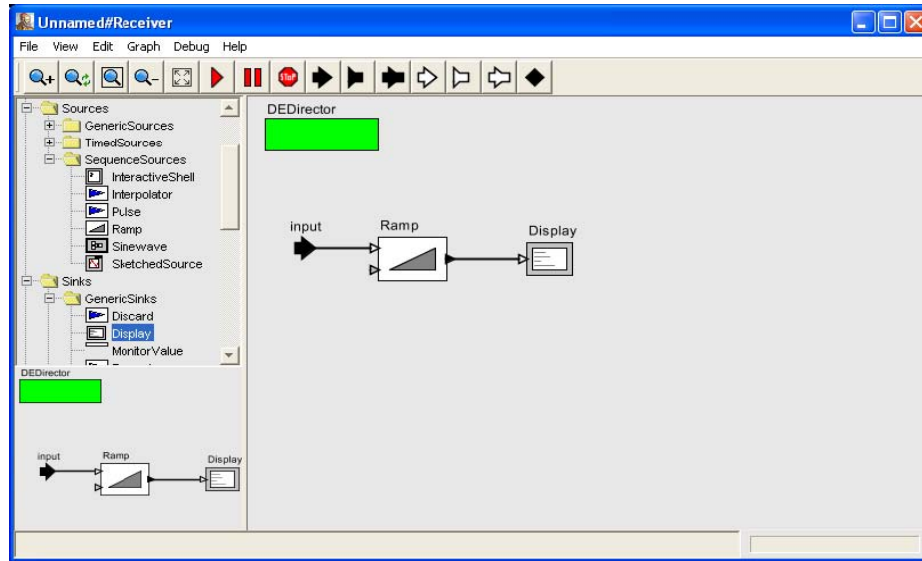 Unnamed#Receiver
File View Edit Graph Debug Help
STOP
Sources
GenericSources
TimedSources
SequenceSources
InteractiveShell
Interpolator
Pulse
Ramp
Sinewave
SketchedSource
Sinks
GenericSinks
Discard
Display
MonitorValue
DEDirector
input
Ramp
Display
DEDirector
input
Ramp
Display